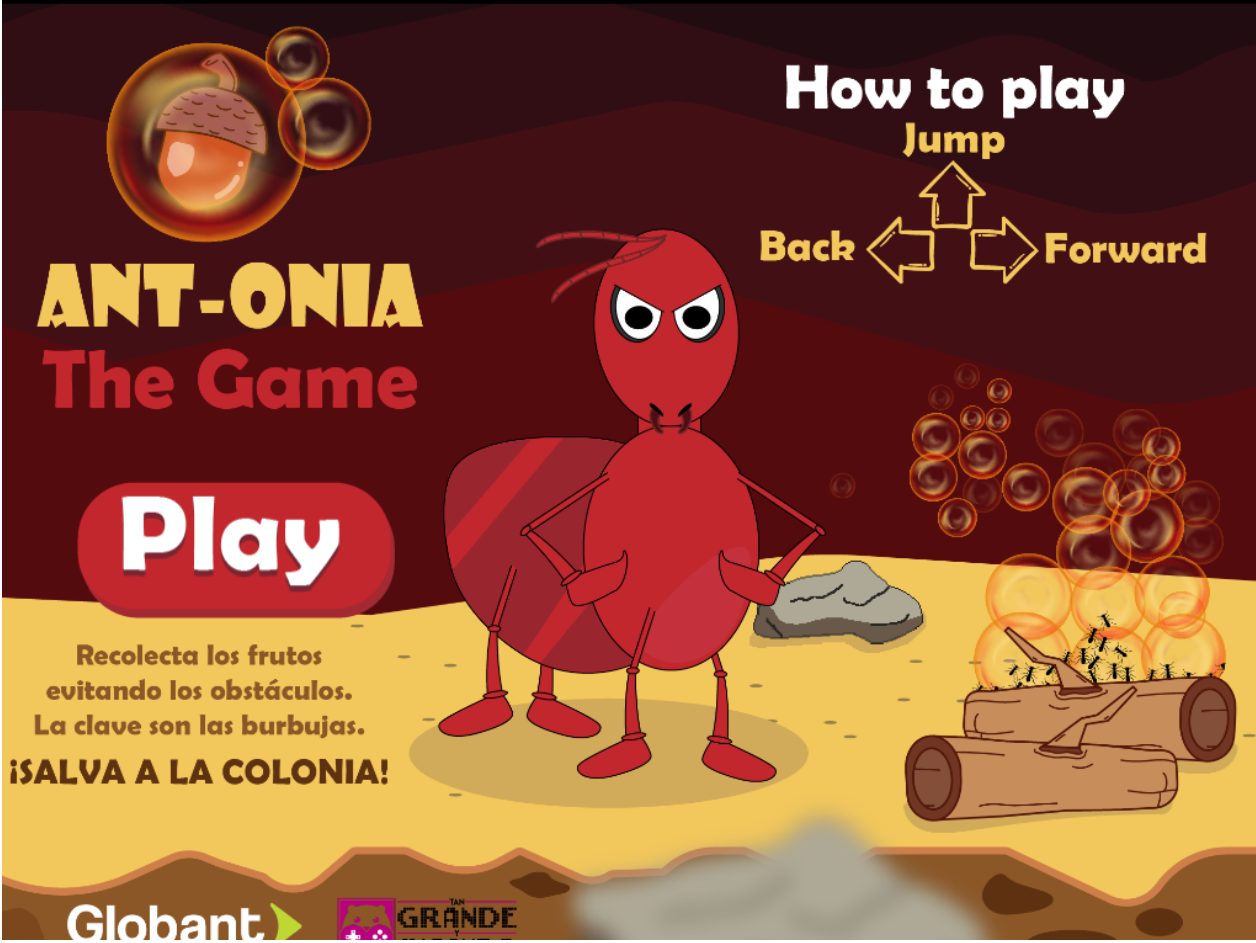 ANT-ONIA
The Game
Play
Recolecta los frutos
evitando los obstáculos.
La clave son las burbujas.
¡SALVA A LA COLONIA!
How to play
Jump
Back
Forward
Globant
TAN
GRANDE
Y